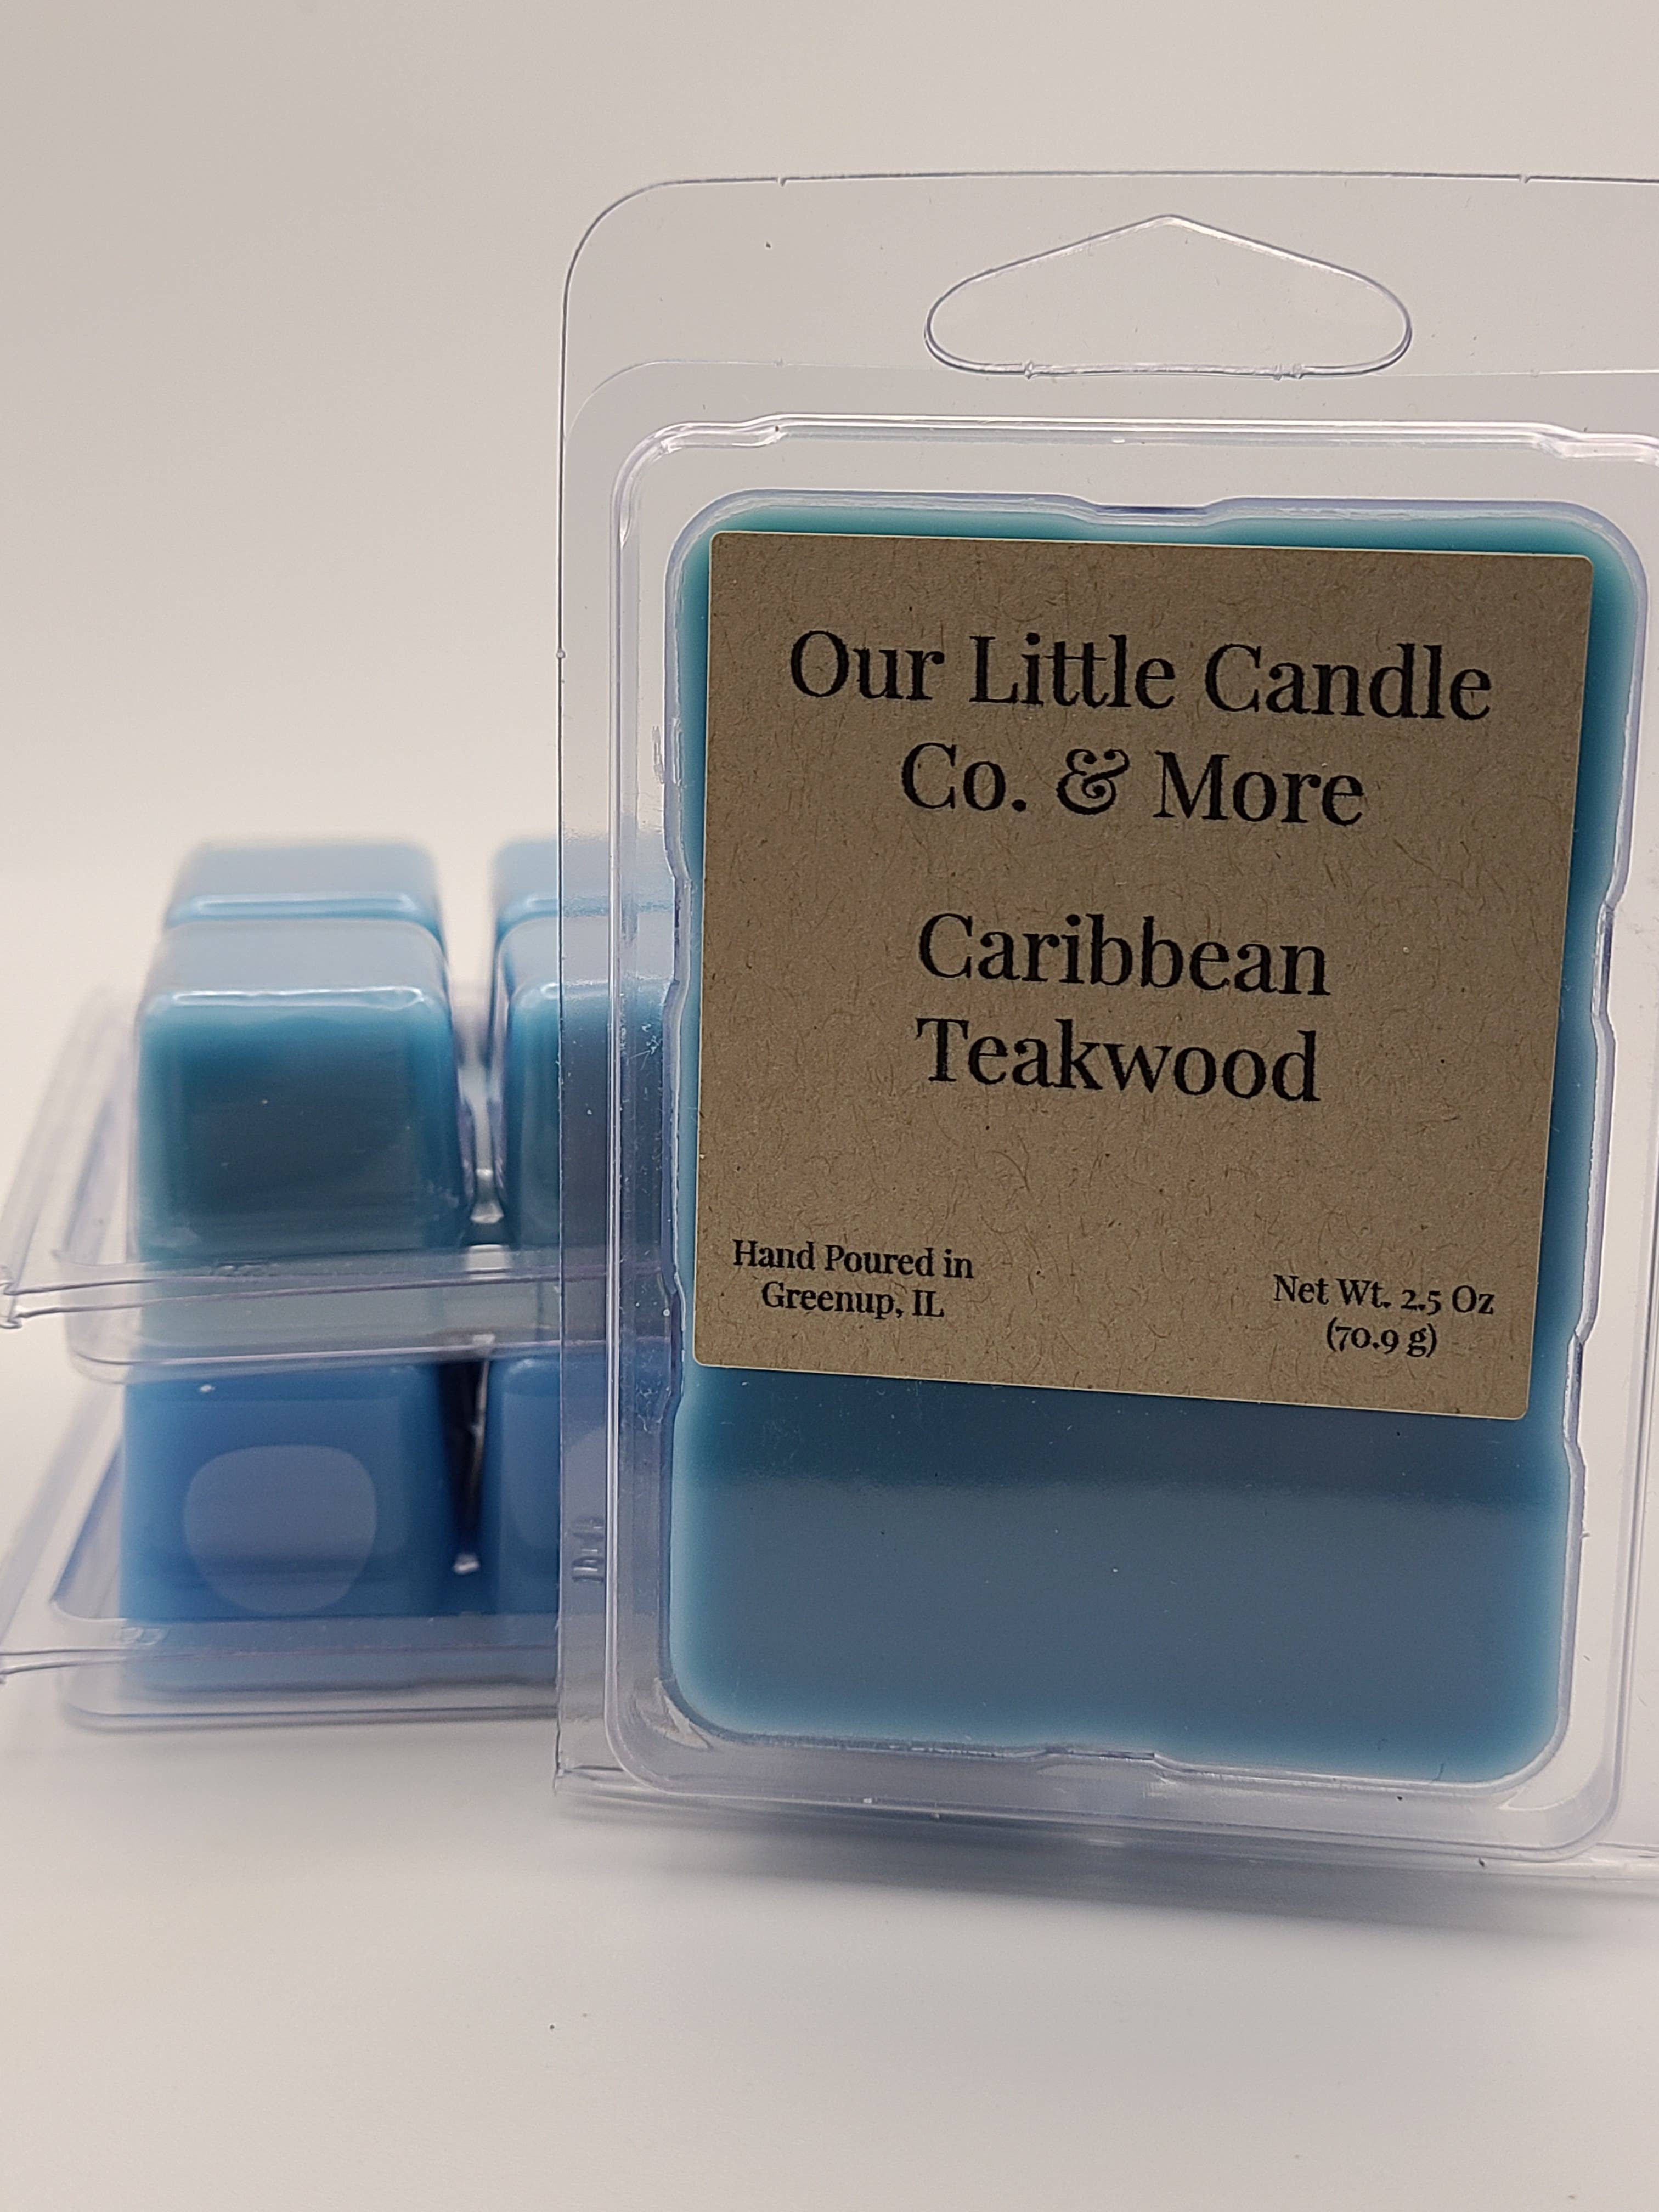 Our Little Candle
Co. & More
Caribbean
Teakwood
Hand Poured in
Greenup, IL
Net Wt. 2.5 Oz
(70.9 g)